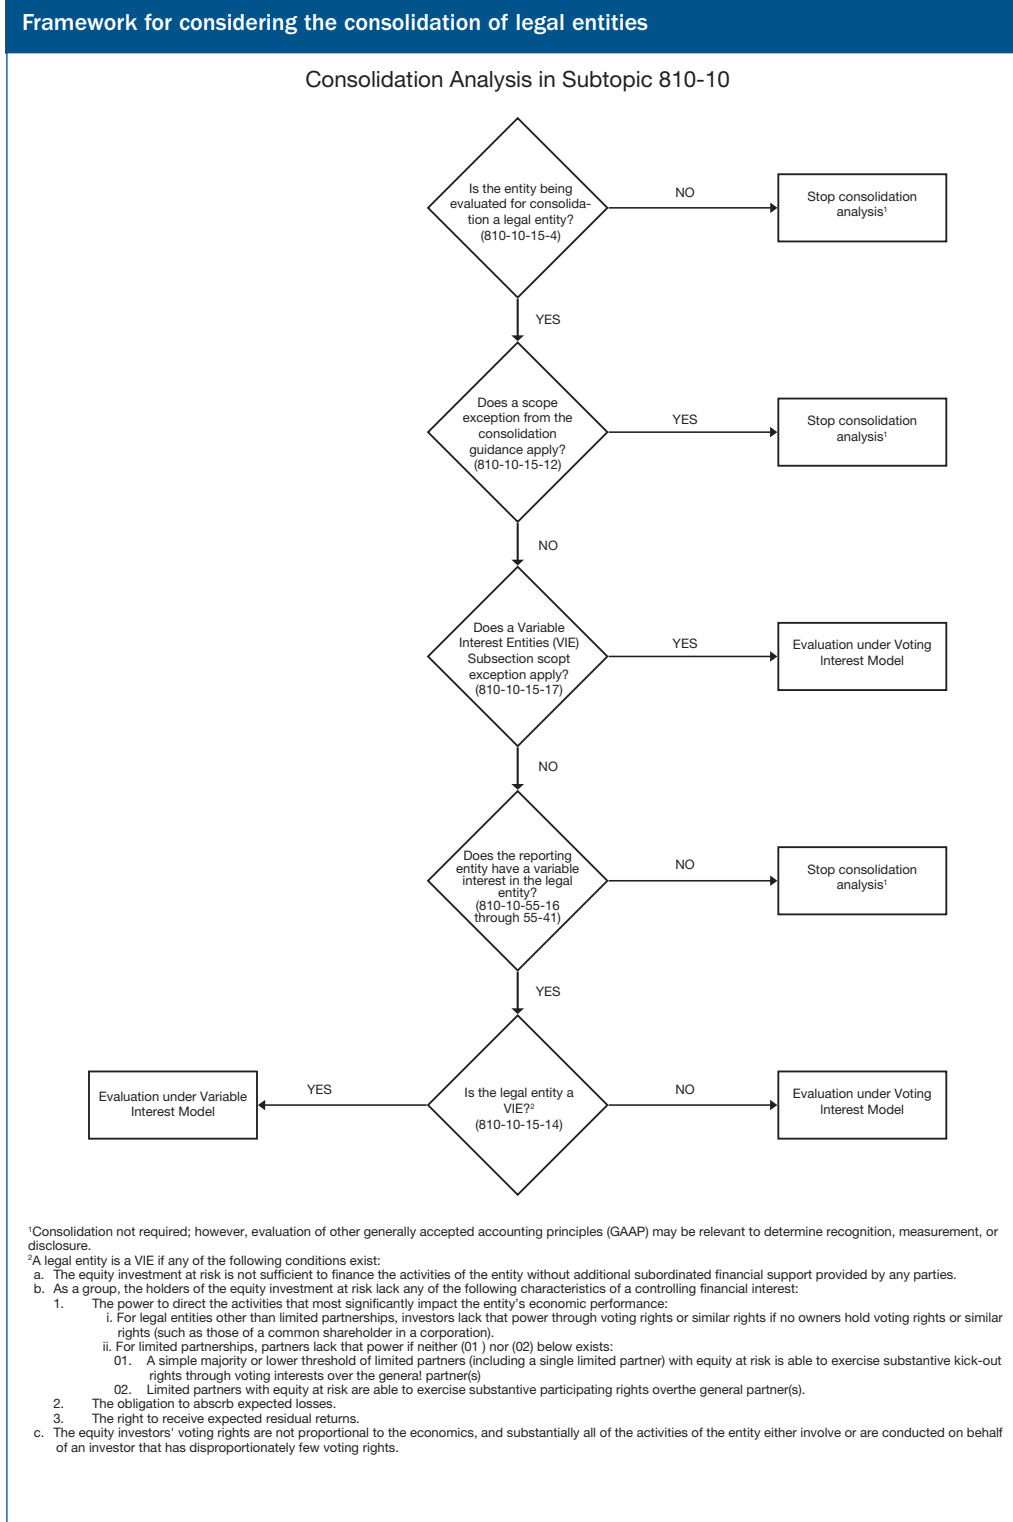 Framework for considering the consolidation of legal entities
Consolidation Analysis in Subtopic 810-10
Is the entity being
evaluated for consolida-
tion a legal entity?
(810-10-15-4)
NO
Stop consolidation
analysis¹
YES
Does a scope
exception from the
consolidation
guidance apply?
(810-10-15-12)
YES
Stop consolidation
analysis¹
NO
Does a Variable
Interest Entities (VIE)
Subsection scopt
exception apply?
(810-10-15-17)
YES
Evaluation under Voting
Interest Model
NO
Does the reporting
entity have a variable
interest in the legal
entity?
(810-10-55-16
through 55-41)
NO
Stop consolidation
analysis¹
YES
Evaluation under Variable
Interest Model
YES
Is the legal entity a
VIE?²
(810-10-15-14)
NO
Evaluation under Voting
Interest Model
¹Consolidation not required; however, evaluation of other generally accepted accounting principles (GAAP) may be relevant to determine recognition, measurement, or
disclosure.
²A legal entity is a VIE if any of the following conditions exist:
a. The equity investment at risk is not sufficient to finance the activities of the entity without additional subordinated financial support provided by any parties.
b. As a group, the holders of the equity investment at risk lack any of the following characteristics of a controlling financial interest:
1. The power to direct the activities that most significantly impact the entity's economic performance:
i. For legal entities other than limited partnerships, investors lack that power through voting rights or similar rights if no owners hold voting rights or similar
rights (such as those of a common shareholder in a corporation).
ii. For limited partnerships, partners lack that power if neither (01 ) nor (02) below exists:
01. A simple majority or lower threshold of limited partners (including a single limited partner) with equity at risk is able to exercise substantive kick-out
rights through voting interests over the genera! partner(s)
02. Limited partners with equity at risk are able to exercise substantive participating rights overthe general partner(s).
2. The obligation to abscrb expected losses.
3. The right to receive expected residual returns.
c. The equity investors' voting rights are not proportional to the economics, and substantially all of the activities of the entity either involve or are conducted on behalf
of an investor that has disproportionately few voting rights.